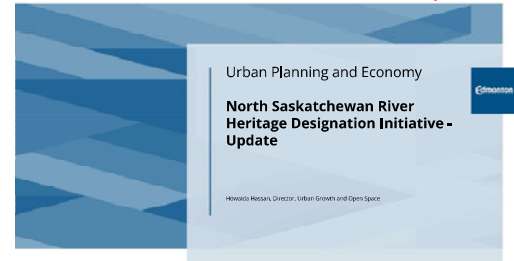 Urban Planning and Economy
Edmonton
North Saskatchewan River
Heritage Designation Initiative -
Update
Howaida Hassan, Director, Urban Growth and Open Space